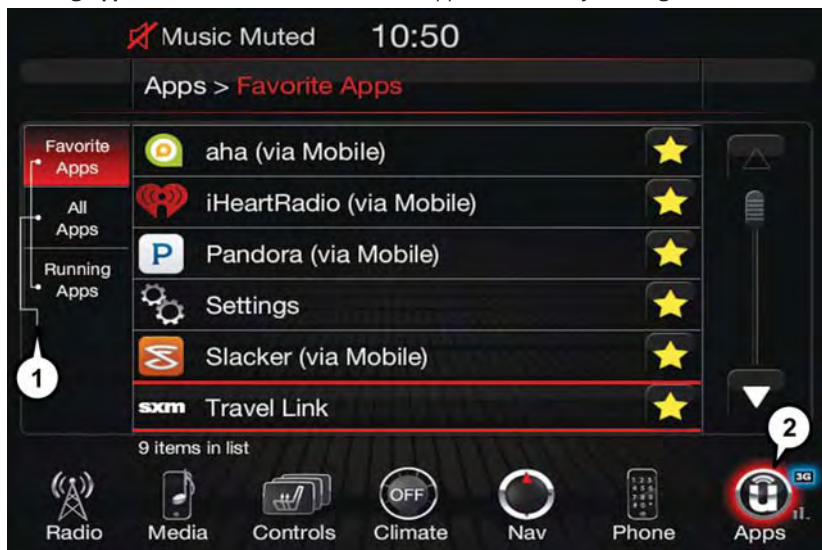 Music Muted 10:50
Apps > Favorite Apps
Favorite
Apps
All
Apps
Running
Apps
aha (via Mobile)
iHeartRadio (via Mobile)
P Pandora (via Mobile)
Settings
Slacker (via Mobile)
sxm Travel Link
1
2
9 items in list
3G
OFF
Radio Media Controls Climate Nav Phone Apps